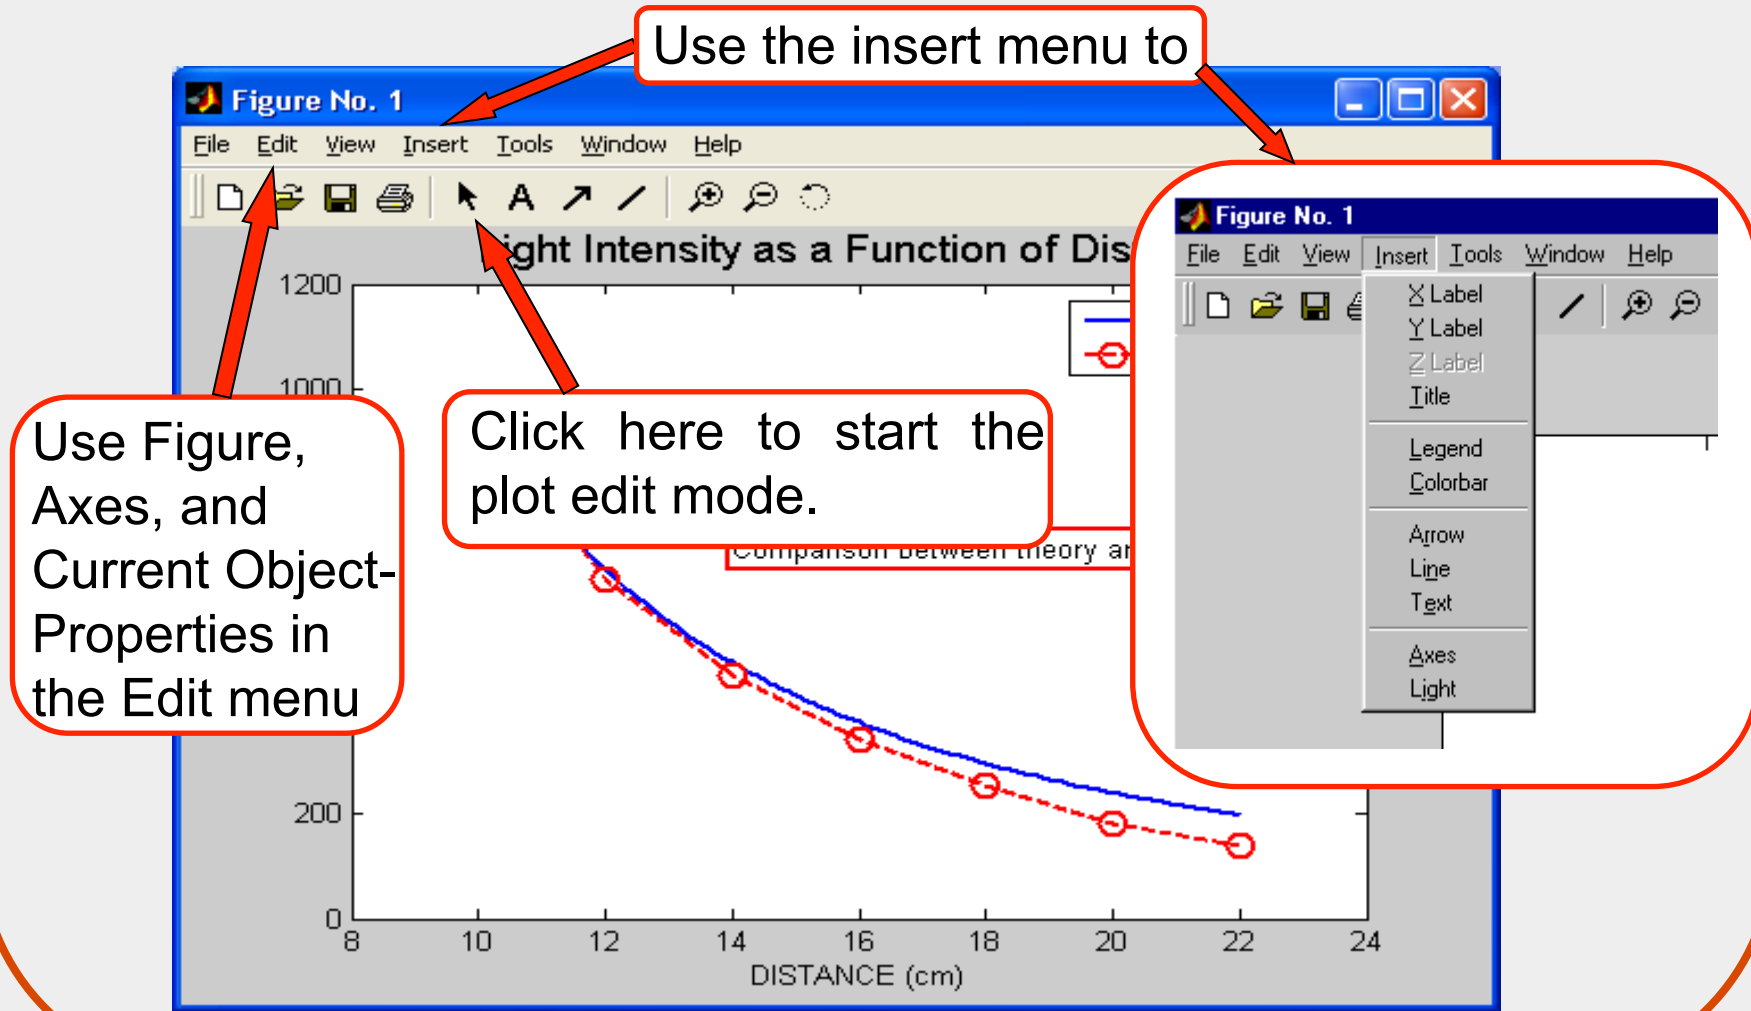 Use the insert menu to
Figure No. 1
File Edit View Insert Tools Window Help
A
Figure No. 1
File Edit View Insert Tools Window Help
X Label
Y Label
Z Label
Title
Legend
Colorbar
Arrow
Line
Text
Axes
Light
Intensity as a Function of
1200
1000
Use Figure,
Axes, and
Current Object-
Properties in
the Edit menu
Click here to start the
plot edit mode.
Comparison between theory
200
0
8 10 12 14 16 18 20 22 24
DISTANCE (cm)